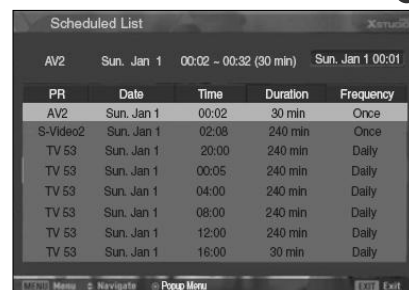 Scheduled List
Xstudio
AV2 Sun. Jan 1 00:02 ~ 00:32 (30 min) Sun. Jan 1 00:01
PR Date Time Duration Frequency
AV2 Sun. Jan 1 00:02 30 min Once
S-Video2 Sun. Jan 1 02:08 240 min Once
TV 53 Sun. Jan 1 20:00 240 min Daily
TV 53 Sun. Jan 1 00:05 240 min Daily
TV 53 Sun. Jan 1 04:00 240 min Daily
TV 53 Sun. Jan 1 08:00 240 min Daily
TV 53 Sun. Jan 1 12:00 240 min Daily
TV 53 Sun. Jan 1 16:00 30 min Daily
MENU Menu Navigate Popup Menu EXIT Exit